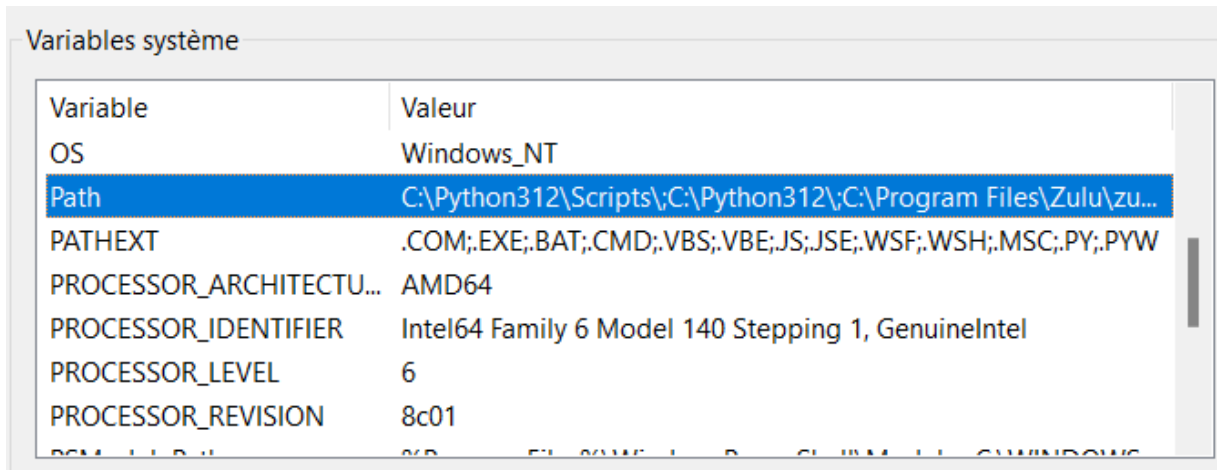 Variables système
Variable Valeur
OS Windows_NT
Path C:\Python312\Scripts\;C:\Python312\;C:\Program Files\Zulu\zu...
PATHEXT .COM;.EXE;.BAT;.CMD;.VBS;.VBE;.JS;.JSE;.WSF;.WSH;.MSC;.PY;.PYW
PROCESSOR_ARCHITECTU... AMD64
PROCESSOR_IDENTIFIER Intel64 Family 6 Model 140 Stepping 1, GenuineIntel
PROCESSOR_LEVEL 6
PROCESSOR_REVISION 8c01